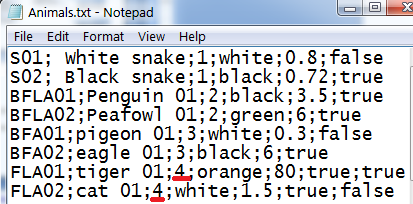 Animals.txt - Notepad
File Edit Format View Help
S01; White snake;1;white;0.8;false
S02; Black snake;1;black;0.72;true
BFLA01;Penguin 01;2;black;3.5;true
BFLA02;Peafowl 01;2;green;6;true
BFA01;pigeon 01;3;white;0.3;false
BFA02;eagle 01;3;black;6;true
FLA01;tiger 01;4;orange;80;true;true
FLA02;cat 01;4;white;1.5;true;false